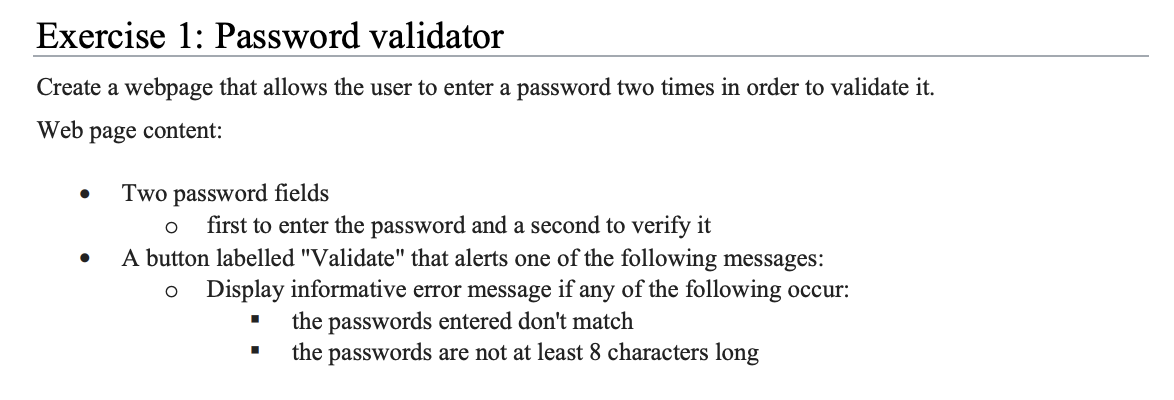 Exercise 1: Password validator
Create a webpage that allows the user to enter a password two times in order to validate it.
Web page content:
• Two password fields
o first to enter the password and a second to verify it
• A button labelled "Validate" that alerts one of the following messages:
o Display informative error message if any of the following occur:
▪ the passwords entered don't match
▪ the passwords are not at least 8 characters long